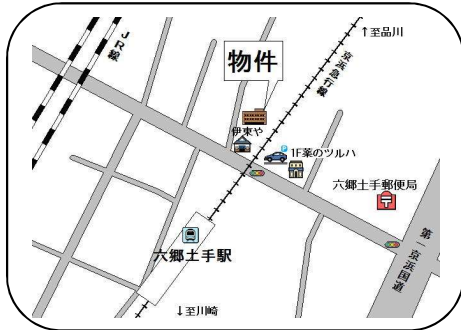 ↑至品川
JR線
京浜急行線
物件
伊東や
P
1F薬のツルハ
六郷土手郵便局
六郷土手駅
第一京浜国道
↓至川崎